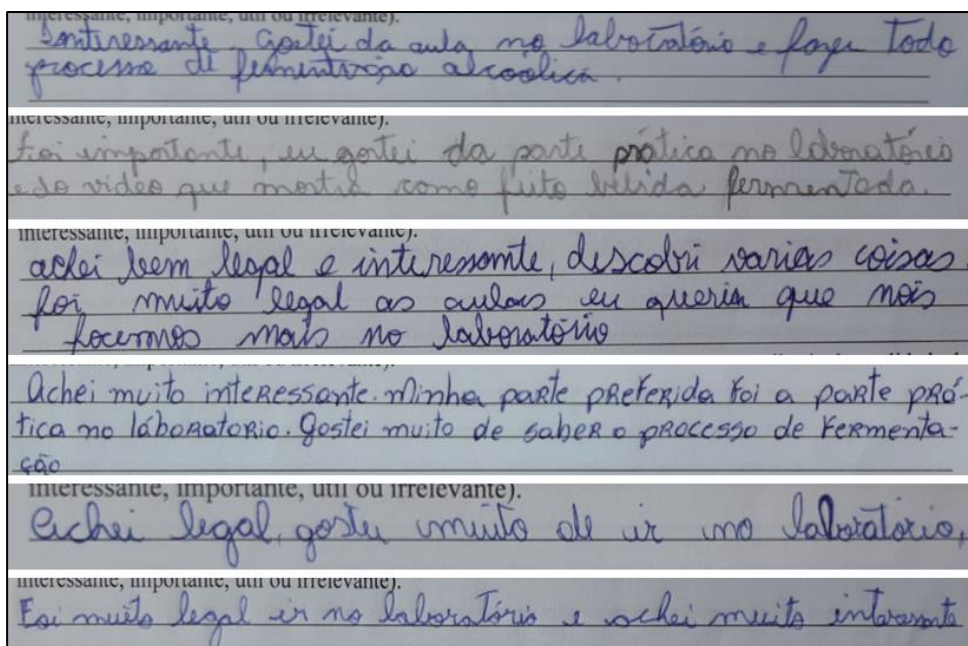 interessante, importante, útil ou irrelevante).
Interessante. Gostei da aula no laboratório e fazer todo
processo de fermentação alcoólica.
interessante, importante, útil ou irrelevante).
Foi importante, eu gostei da parte prática no laboratório
e do video que mostra como feito bebida fermentada.
interessante, importante, útil ou irrelevante).
achei bem legal e interessante, descobri varias coisas
foi muito legal as aulas eu queria que nois
focemos mais no laboratório
Achei muito interessante. Minha parte preferida foi a parte prá-
tica no láboratorio. Gostei muito de saber o processo de fermenta-
ção
interessante, importante, útil ou irrelevante).
Achei legal, gostei muito de ir no laboratório,
interessante, importante, útil ou irrelevante).
Foi muito legal ir no laboratório e achei muito